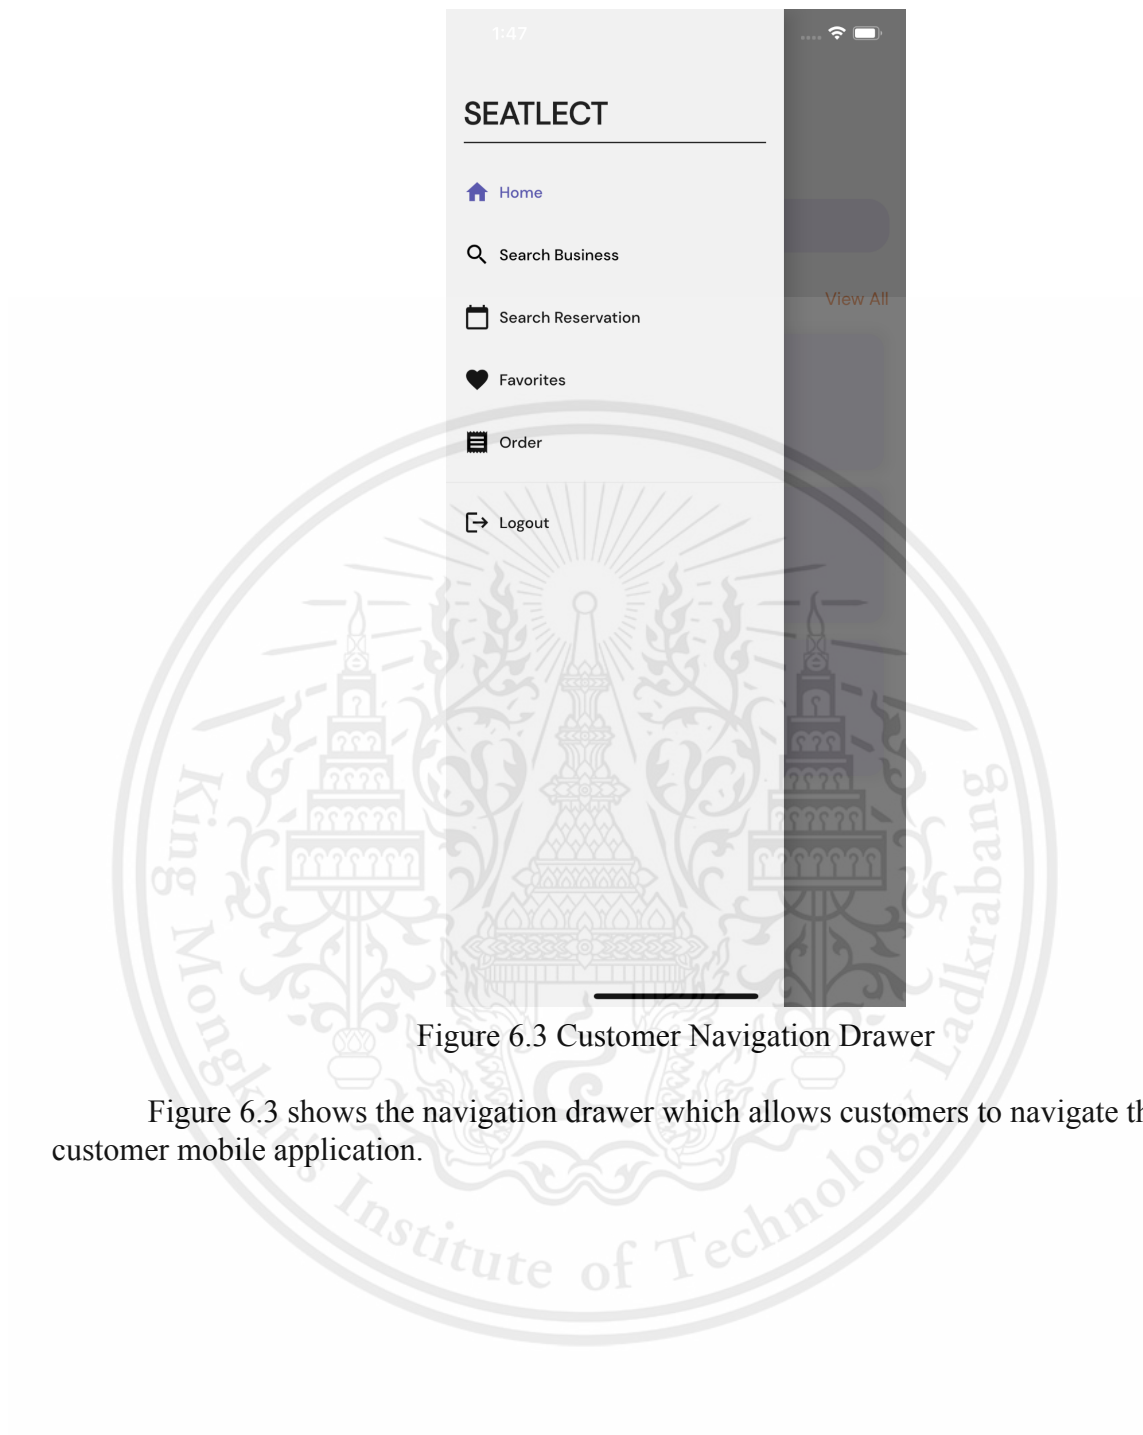 1:47
SEATLECT
Home
Search Business
Search Reservation
View All
Favorites
Order
Logout
King Mongkut's Institute of Technology Ladkrabang
Figure 6.3 Customer Navigation Drawer
Figure 6.3 shows the navigation drawer which allows customers to navigate
customer mobile application.